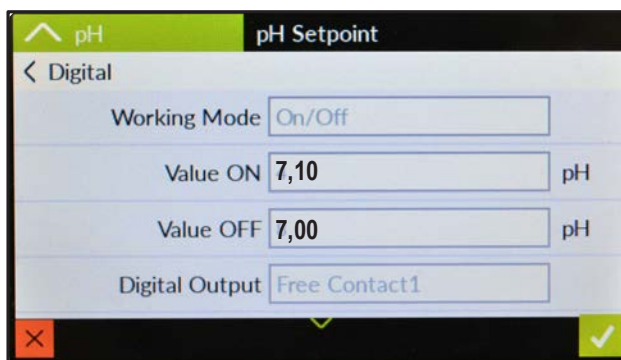 pH pH Setpoint
Digital
Working Mode On/Off
Value ON 7,10 pH
Value OFF 7,00 pH
Digital Output Free Contact1